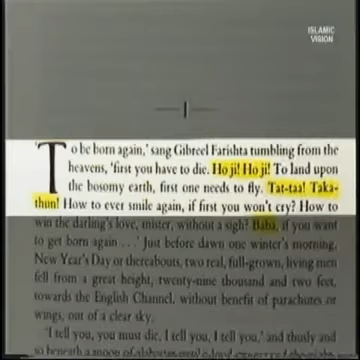 ISLAMIC
VISION
I
To be born again,' sang Gibreel Farishta tumbling from the
heavens, 'first you have to die. Ho ji! Ho ji! To land upon
the bosomy earth, first one needs to fly. Tat-taa! Taka-
thun! How to ever smile again, if first you won't cry? How to
win the darling's love, mister, without a sigh? Baba, if you want
to get born again . . .' Just before dawn one winter's morning,
New Year's Day or thereabouts, two real, full-grown, living men
fell from a great height, twenty-nine thousand and two feet,
towards the English Channel, without benefit of parachutes or
wings, out of a clear sky.
'I tell you, you must die, I tell you, I tell you,' and thusly and
so beneath a moon of alabaster